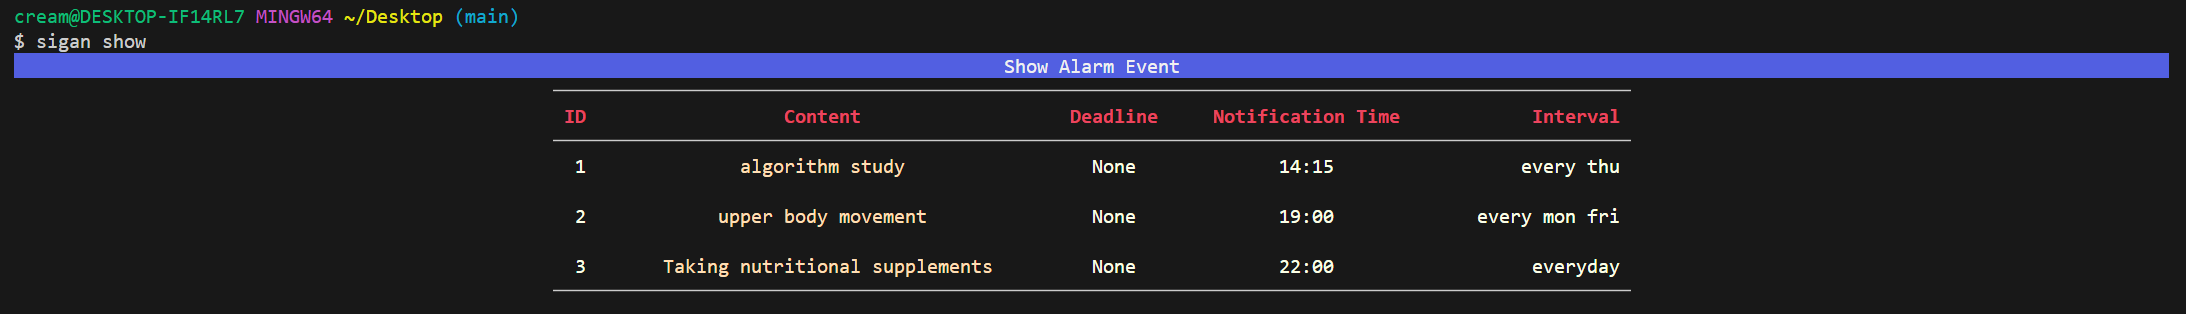 cream@DESKTOP-IF14RL7 MINGW64 ~/Desktop (main)
$ sigan show
Show Alarm Event
ID Content Deadline Notification Time Interval
1 algorithm study None 14:15 every thu
2 upper body movement None 19:00 every mon fri
3 Taking nutritional supplements None 22:00 everyday